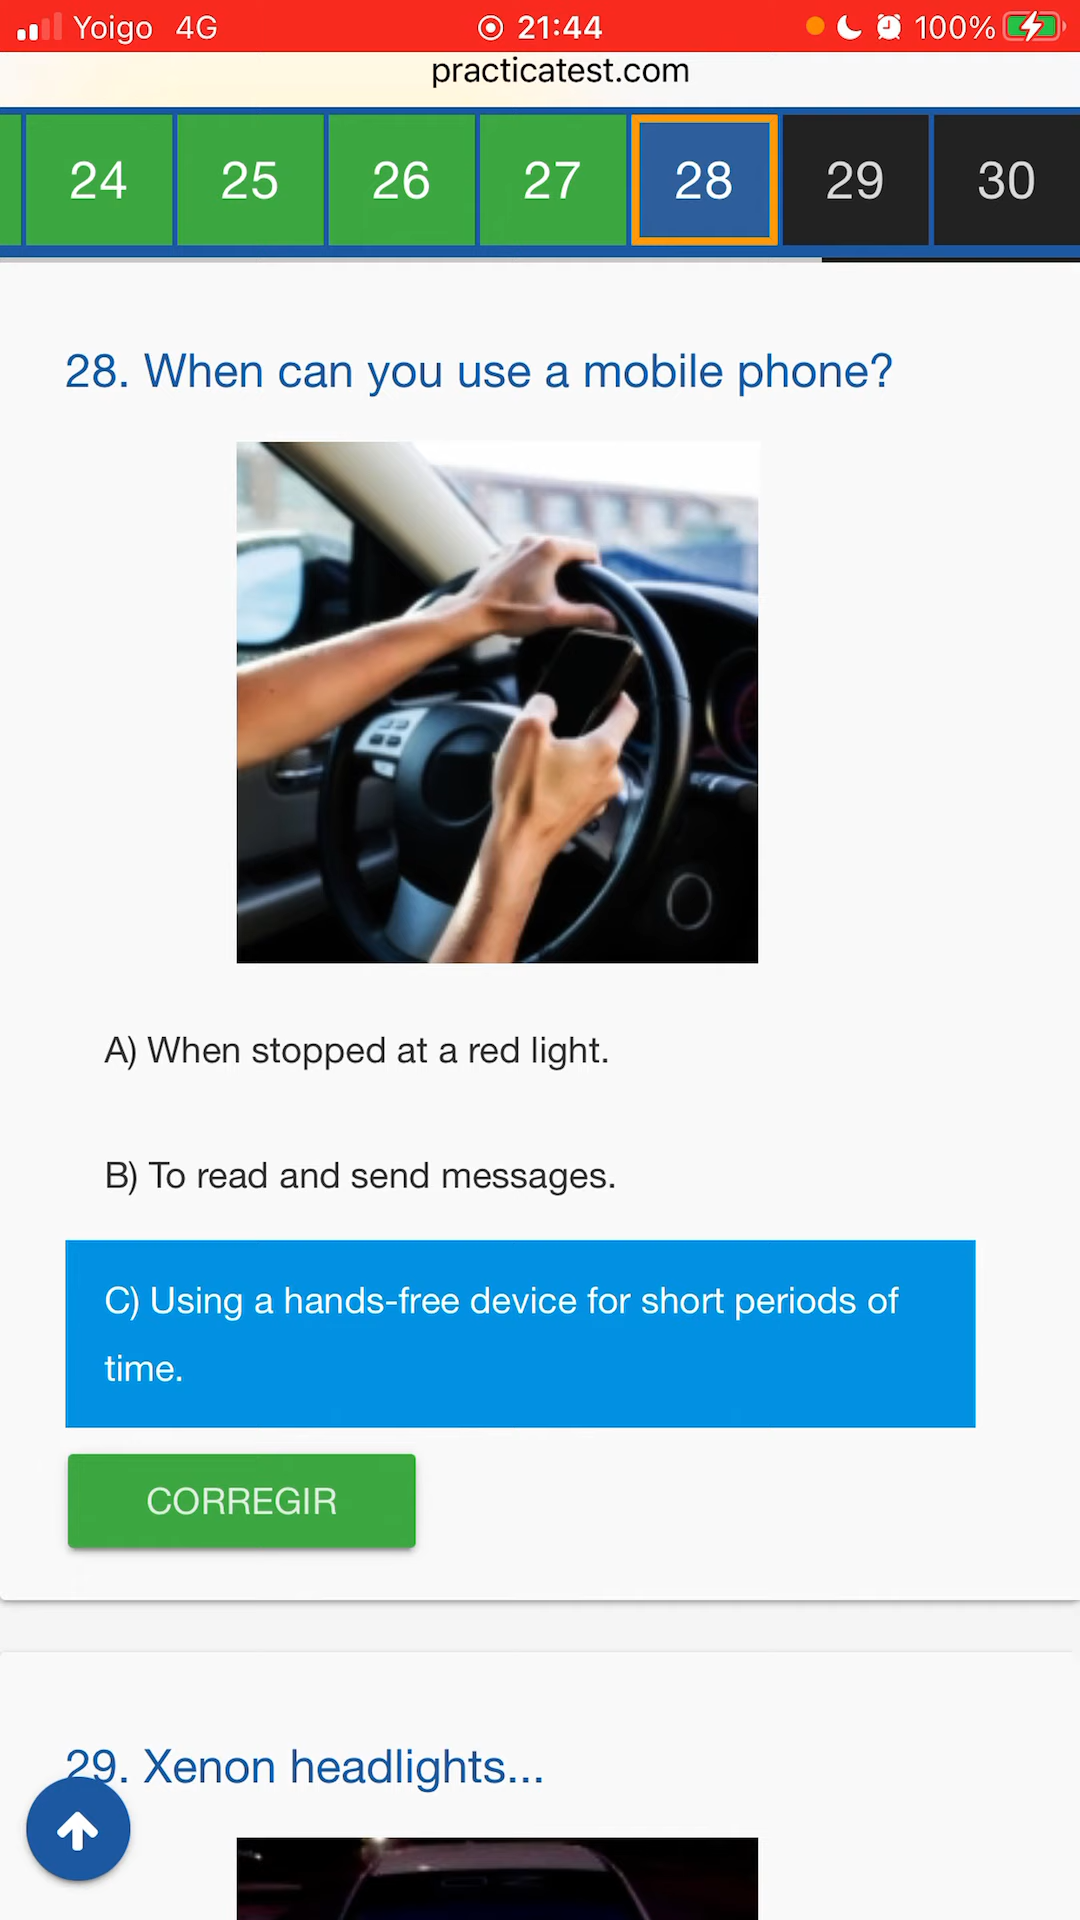 Yoigo 4G 21:44 100%
practicatest.com
24 25 26 27 28 29 30
28. When can you use a mobile phone?
A) When stopped at a red light.
B) To read and send messages.
C) Using a hands-free device for short periods of
time.
CORREGIR
29. Xenon headlights...